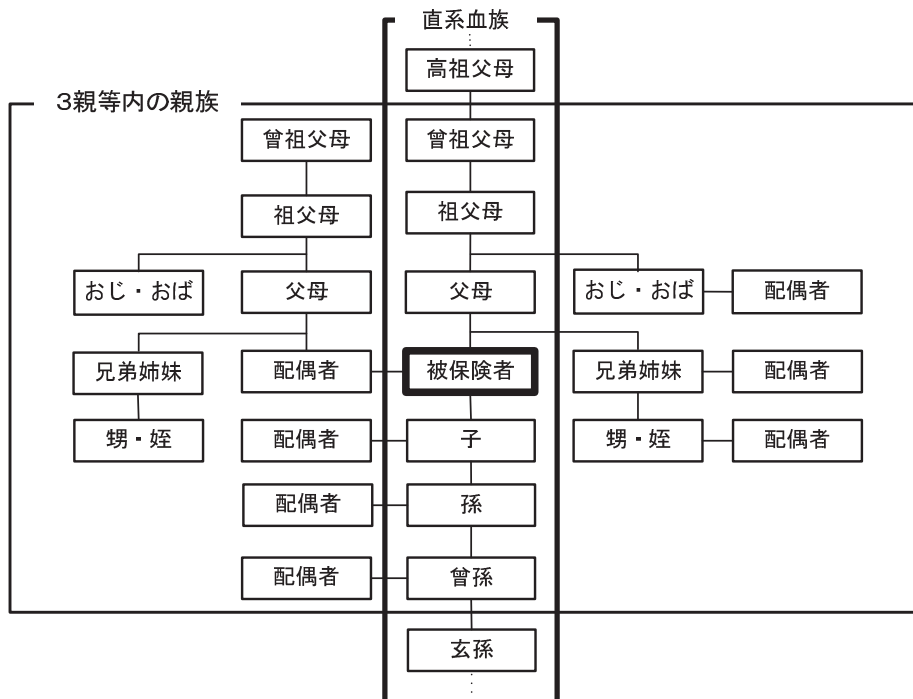 直系血族
高祖父母
3親等内の親族
曾祖父母 曾祖父母
祖父母 祖父母
おじ・おば 父母 父母 おじ・おば 配偶者
兄弟姉妹 配偶者 被保険者 兄弟姉妹 配偶者
甥・姪 配偶者 子 甥・姪 配偶者
配偶者 孫
配偶者 曾孫
玄孫